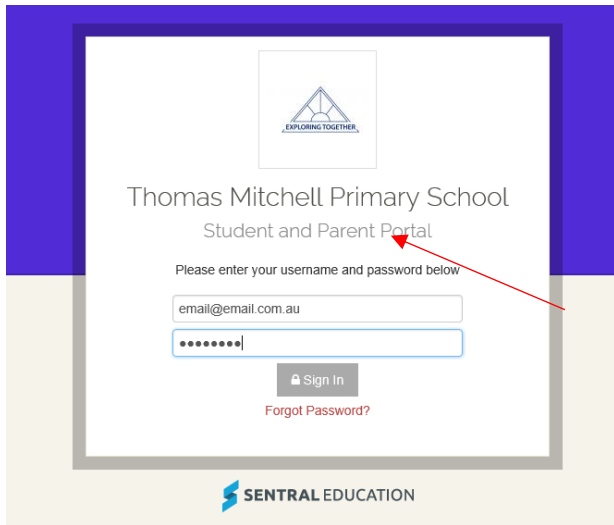 EXPLORING TOGETHER
Thomas Mitchell Primary School
Student and Parent Portal
Please enter your username and password below
email@email.com.au
●●●●●●●●
Sign In
Forgot Password?
SENTRAL EDUCATION